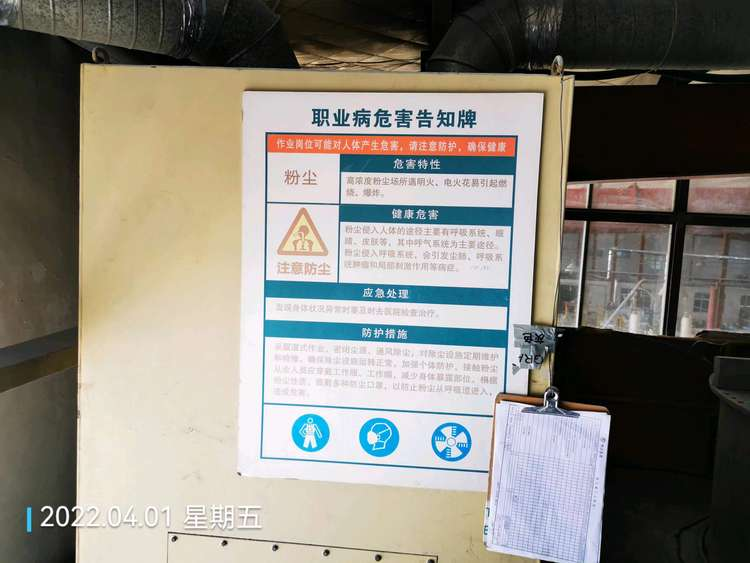 职业病危害告知牌
作业岗位可能对人体产生危害，请注意防护，确保健康
粉尘
危害特性
高浓度粉尘场所遇明火、电火花易引起燃
烧、爆炸。
注意防尘
健康危害
粉尘侵入人体的途径主要有呼吸系统、眼
睛、皮肤等，其中呼气系统为主要途径。
粉尘侵入呼吸系统，会引发尘肺、呼吸系
统肿瘤和局部刺激作用等病症。
应急处理
发现身体状况异常时要及时去医院检查治疗。
防护措施
采取湿式作业、密闭尘源、通风除尘，对除尘设施定期维护
和检修，确保除尘设施运转正常，加强个体防护，接触粉尘
从业人员应穿戴工作服、工作帽，减少身体暴露部位，根据
粉尘性质，佩戴多种防尘口罩，以防止粉尘从呼吸道进入，
造成危害。
灰色
2022.04.01 星期五